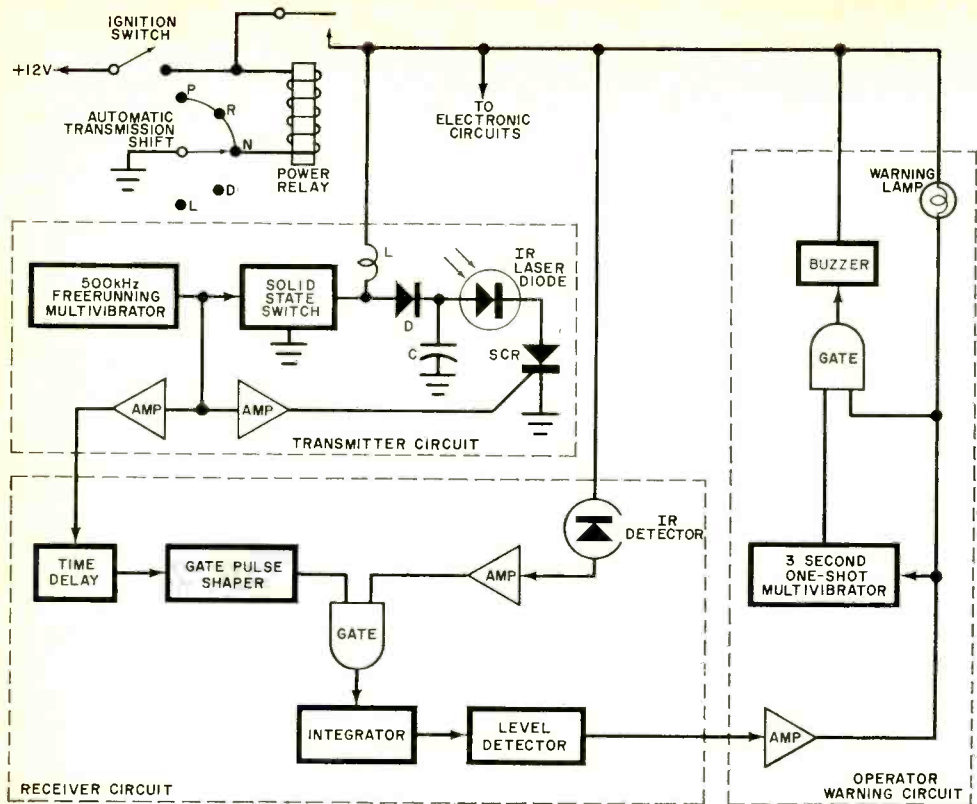 IGNITION
SWITCH
+12V
P
R
N
D
L
AUTOMATIC
TRANSMISSION
SHIFT
POWER
RELAY
TO
ELECTRONIC
CIRCUITS
WARNING
LAMP
500kHz
FREERUNNING
MULTIVIBRATOR
SOLID
STATE
SWITCH
L
D
C
IR
LASER
DIODE
SCR
AMP
AMP
TRANSMITTER CIRCUIT
BUZZER
GATE
3 SECOND
ONE-SHOT
MULTIVIBRATOR
IR
DETECTOR
TIME
DELAY
GATE PULSE
SHAPER
AMP
GATE
INTEGRATOR
LEVEL
DETECTOR
AMP
RECEIVER CIRCUIT
OPERATOR
WARNING CIRCUIT